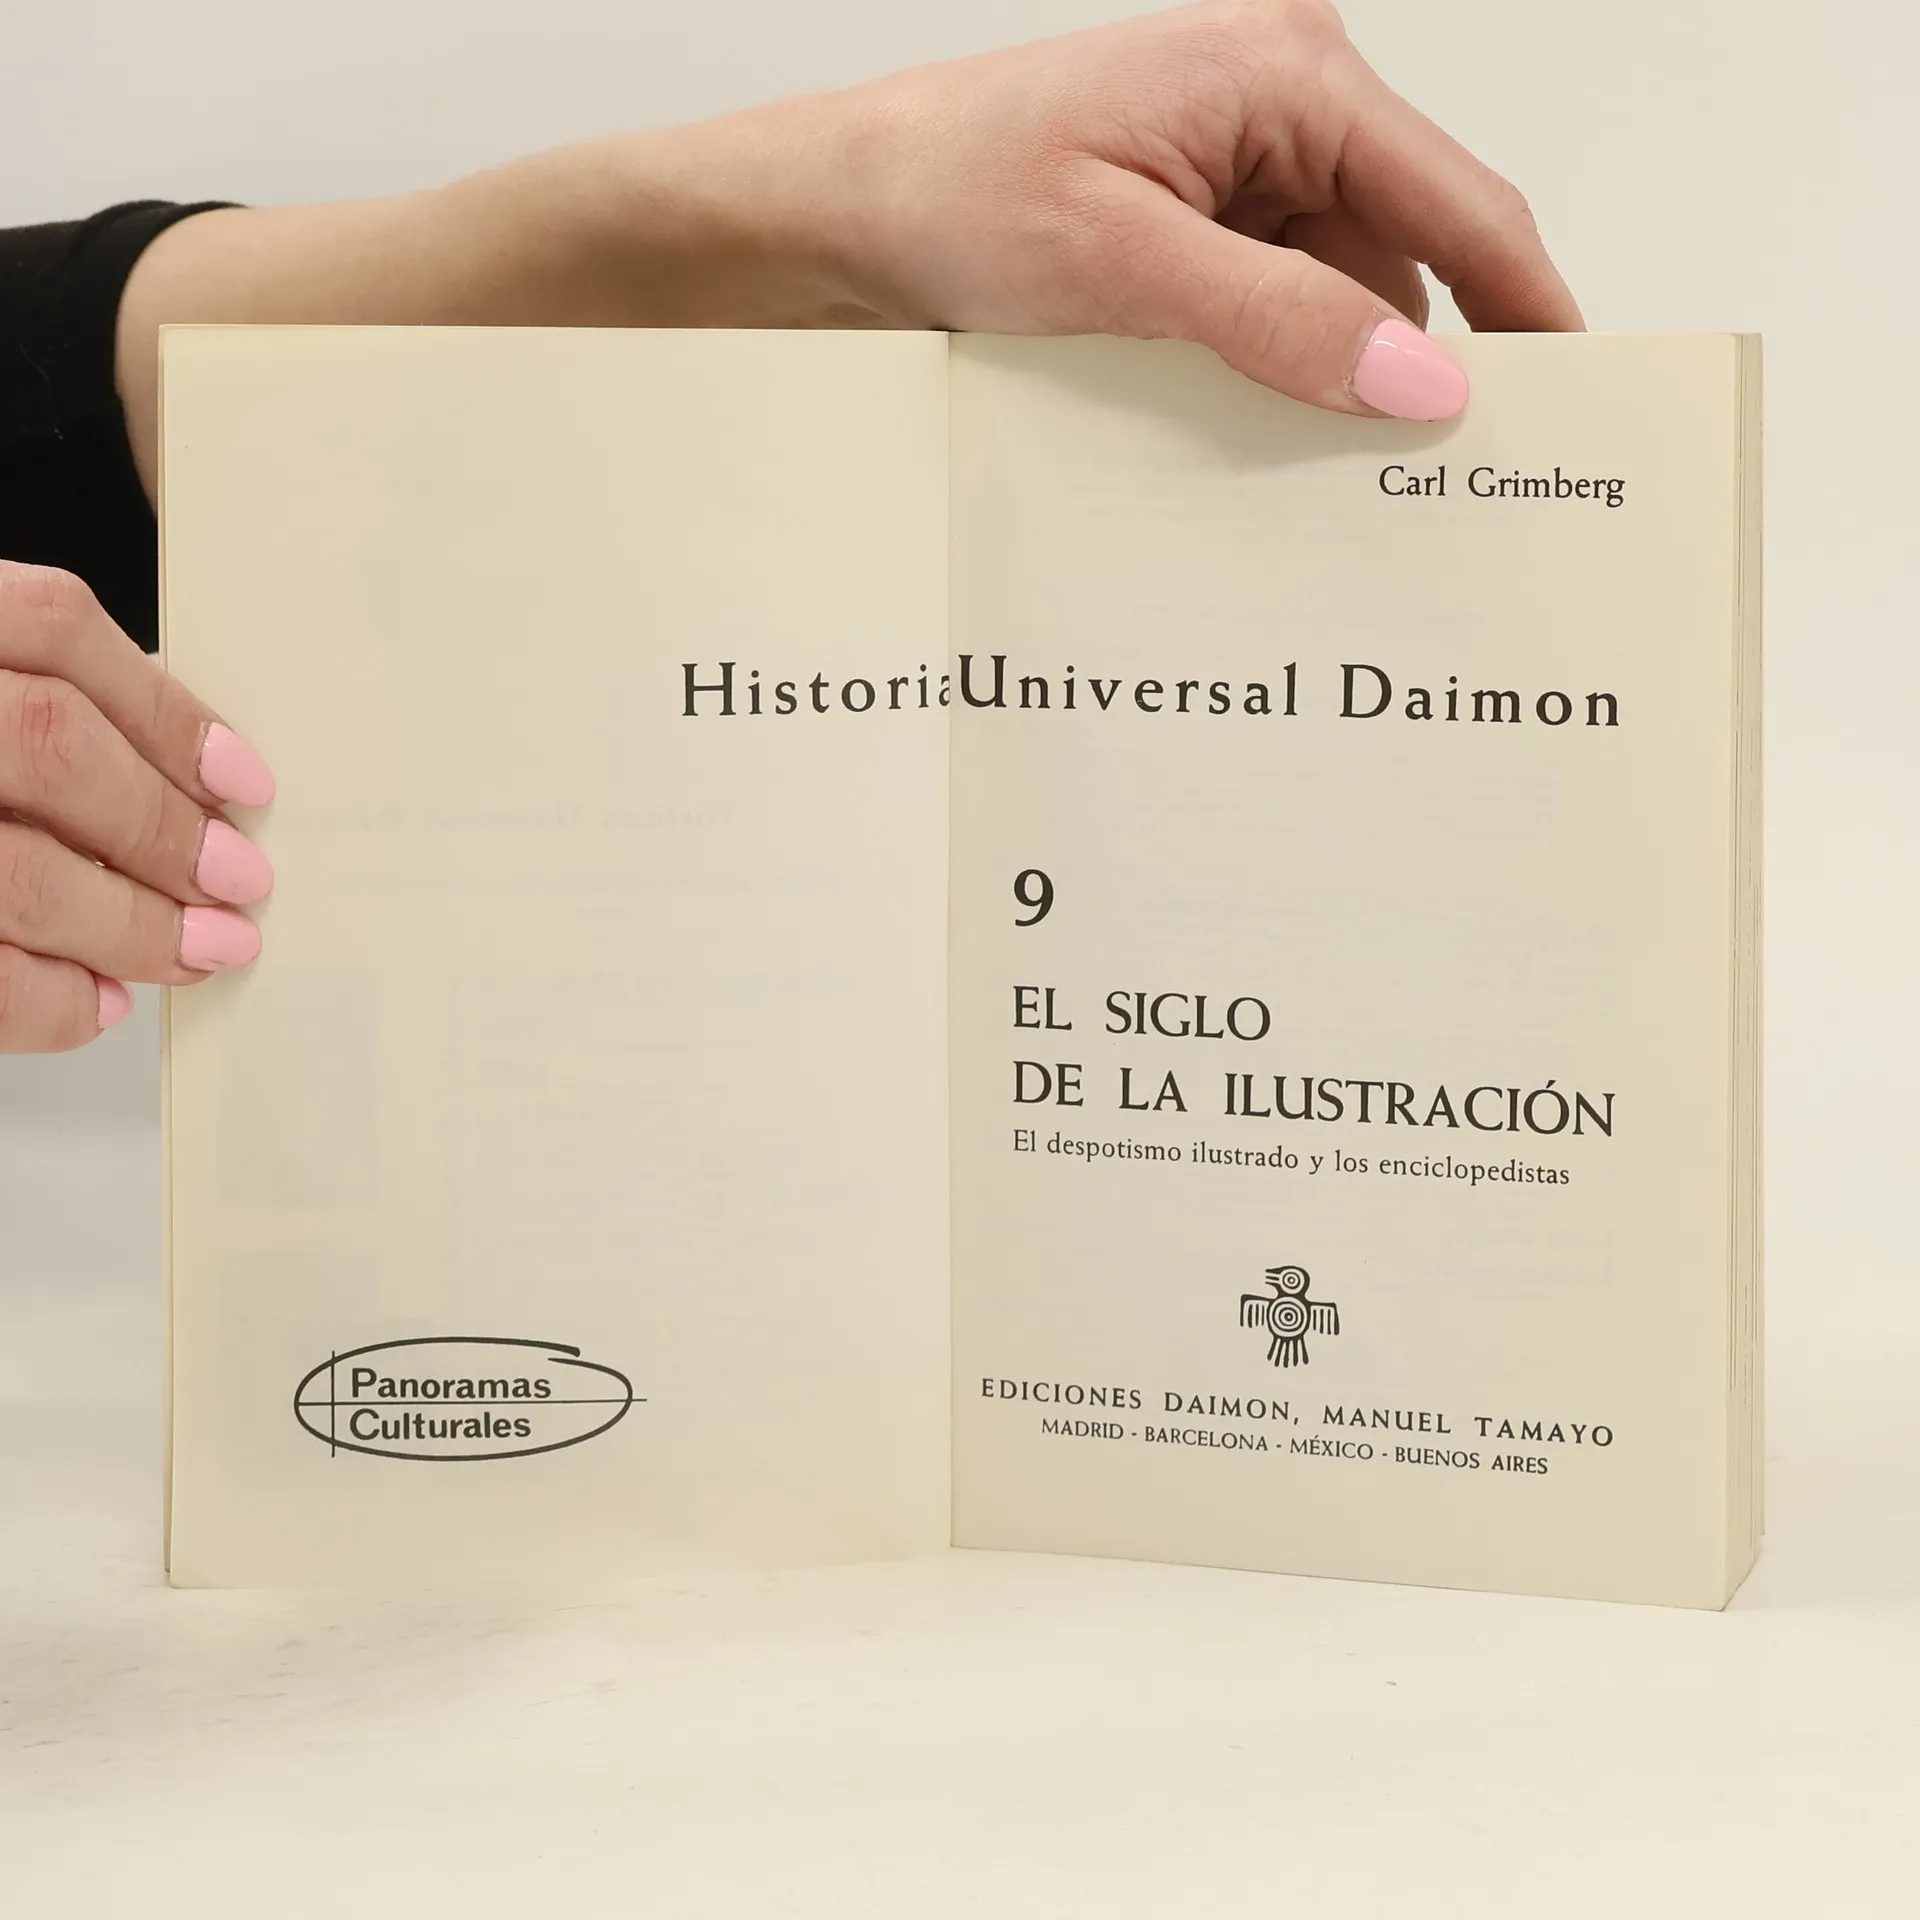 Carl Grimberg
Historia Universal Daimon
9
EL SIGLO
DE LA ILUSTRACIÓN
El despotismo ilustrado y los enciclopedistas
Panoramas
Culturales
EDICIONES DAIMON, MANUEL TAMAYO
MADRID - BARCELONA - MÉXICO - BUENOS AIRES